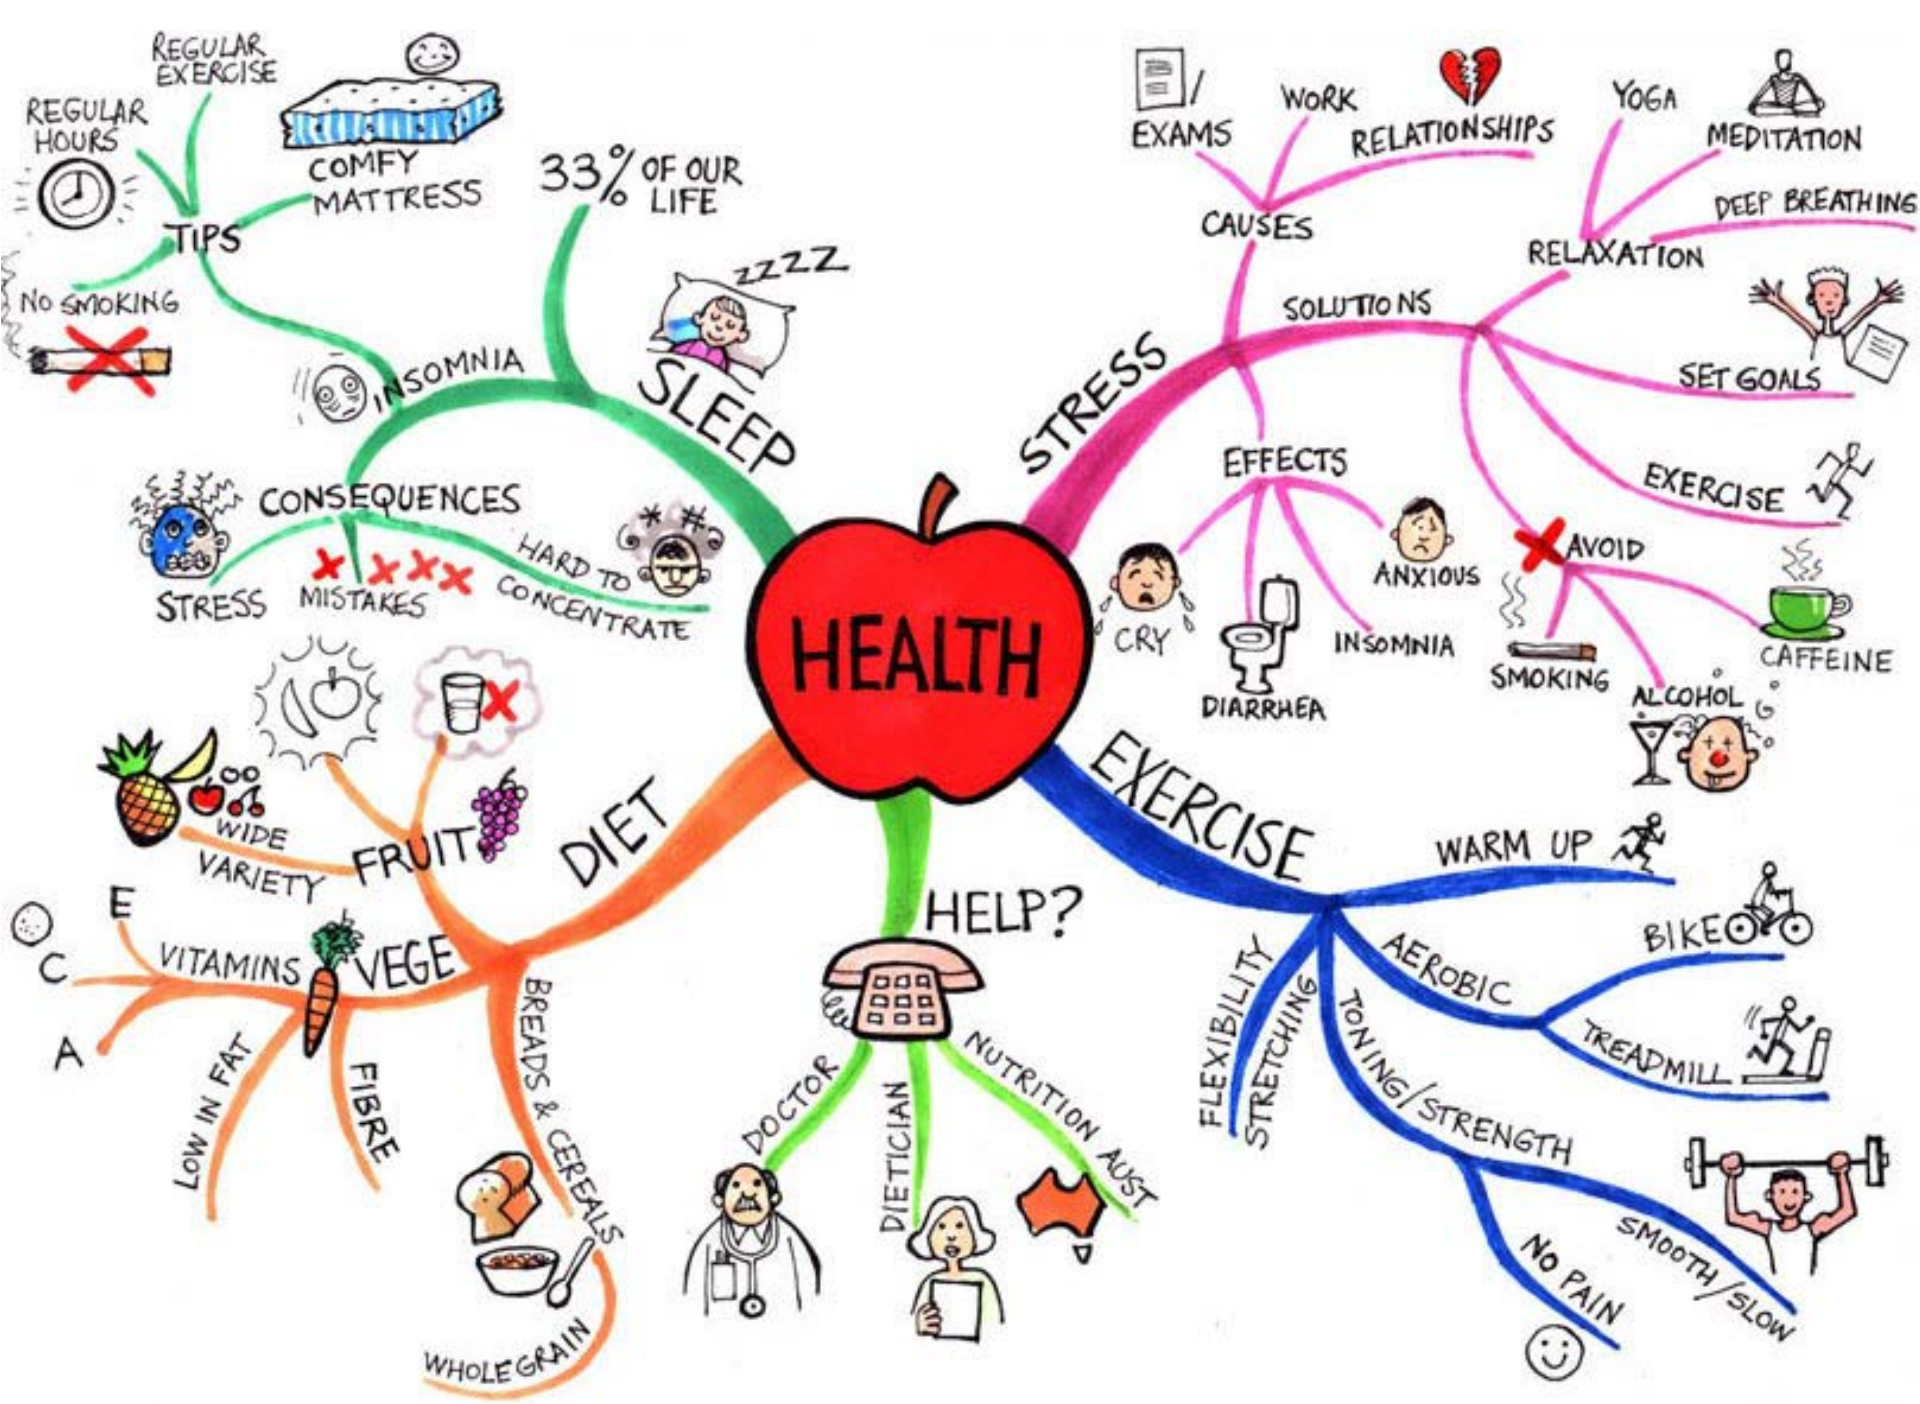 HEALTH
SLEEP
33% OF OUR
LIFE
ZZZZ
INSOMNIA
TIPS
REGULAR
HOURS
REGULAR
EXERCISE
COMFY
MATTRESS
NO SMOKING
CONSEQUENCES
STRESS
MISTAKES
HARD TO
CONCENTRATE
STRESS
CAUSES
EXAMS
WORK
RELATIONSHIPS
SOLUTIONS
RELAXATION
YOGA
MEDITATION
DEEP BREATHING
SET GOALS
EXERCISE
AVOID
SMOKING
ALCOHOL
CAFFEINE
EFFECTS
CRY
DIARRHEA
INSOMNIA
ANXIOUS
EXERCISE
WARM UP
AEROBIC
BIKE
TREADMILL
TONING/STRENGTH
SMOOTH/SLOW
NO PAIN
FLEXIBILITY
STRETCHING
HELP?
DOCTOR
DIETICIAN
NUTRITION AUST
DIET
FRUIT
WIDE
VARIETY
VEGE
VITAMINS
E
C
A
LOW IN FAT
FIBRE
BREADS & CEREALS
WHOLEGRAIN